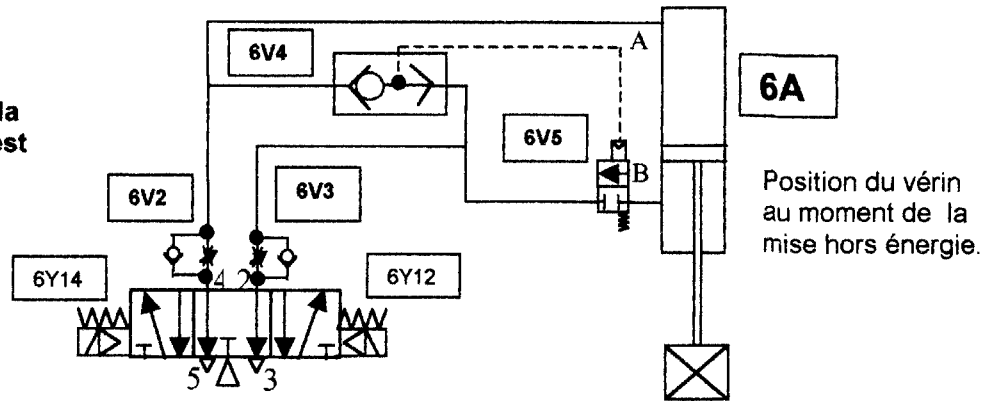 6V4
A
la
est
6A
6V5
B
6V2
6V3
Position du vérin
au moment de la
mise hors énergie.
6Y14
4
2
6Y12
5
3